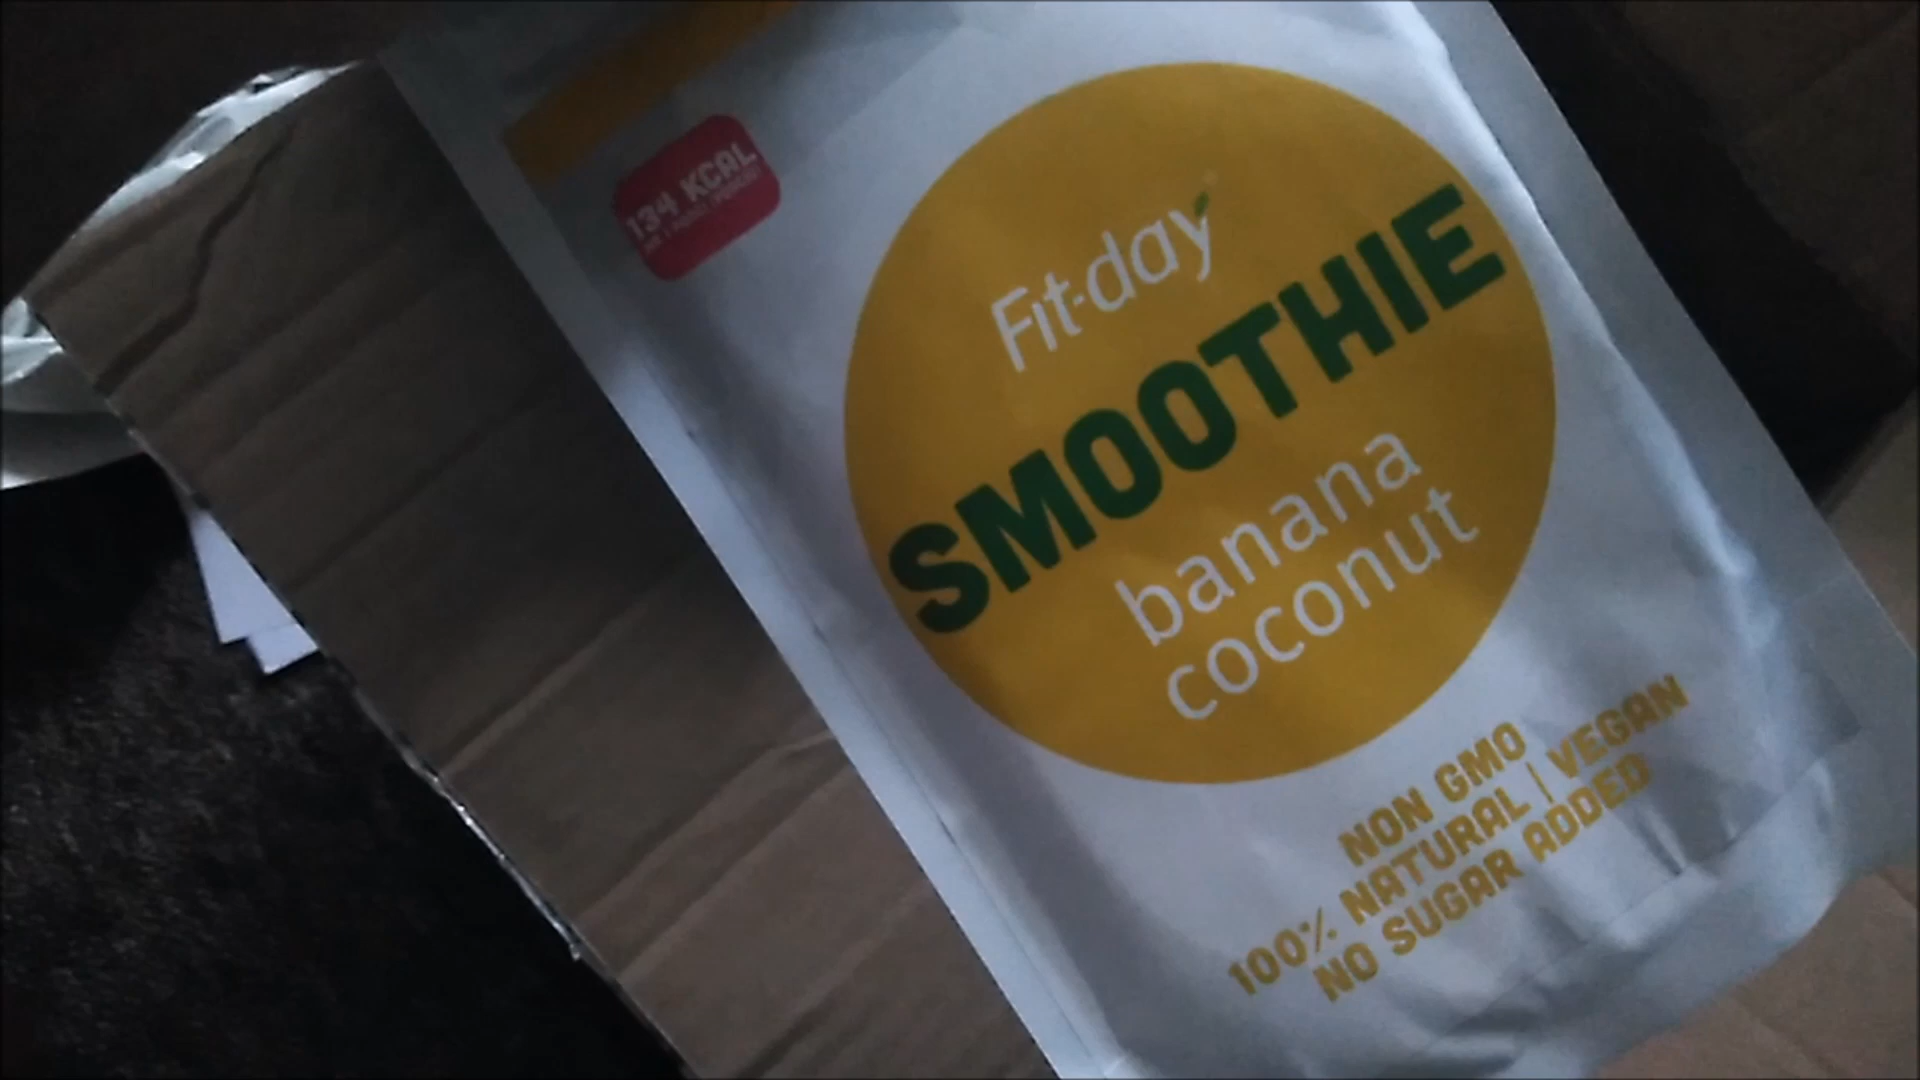 134 KCAL
Fit-day
SMOOTHIE
banana
coconut
NON GMO
100% NATURAL | VEGAN
NO SUGAR ADDED